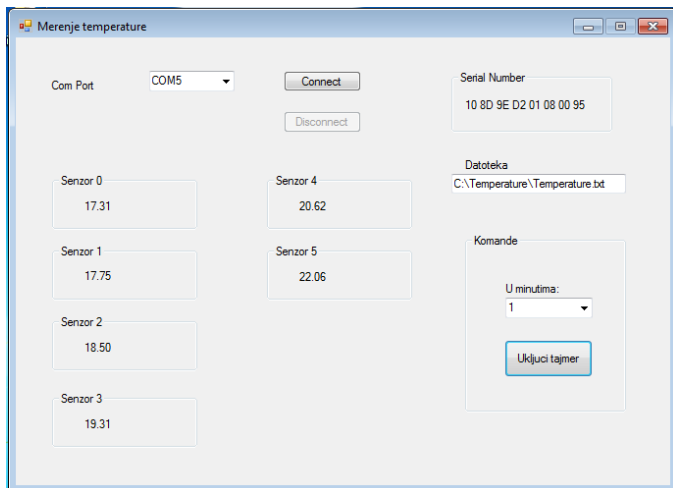 Merenje temperature
Com Port
COM5
Connect
Disconnect
Serial Number
10 8D 9E D2 01 08 00 95
Datoteka
C:\Temperature\Temperature.txt
Senzor 0
17.31
Senzor 4
20.62
Senzor 1
17.75
Senzor 5
22.06
Senzor 2
18.50
Senzor 3
19.31
Komande
U minutima:
1
Ukljuci tajmer